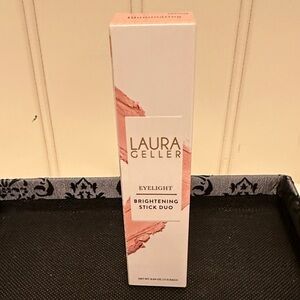 LAURA
GELLER
EYELIGHT
BRIGHTENING
STICK DUO